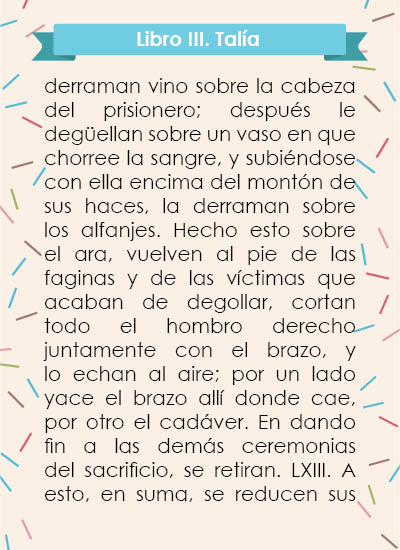 Libro III. Talía
derraman vino sobre la cabeza
del prisionero; después le
degüellan sobre un vaso en que
chorree la sangre, y subiéndose
con ella encima del montón de
sus haces, la derraman sobre
los alfanjes. Hecho esto sobre
el ara, vuelven al pie de las
faginas y de las víctimas que
acaban de degollar, cortan
todo el hombro derecho
juntamente con el brazo, y
lo echan al aire; por un lado
yace el brazo allí donde cae,
por otro el cadáver. En dando
fin a las demás ceremonias
del sacrificio, se retiran. LXIII. A
esto, en suma, se reducen sus